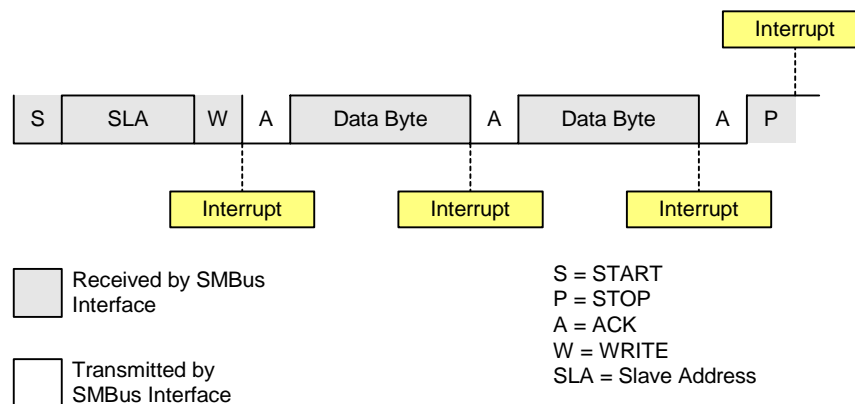 Interrupt
S SLA W A Data Byte A Data Byte A P
Interrupt Interrupt Interrupt
Received by SMBus
Interface
Transmitted by
SMBus Interface
S = START
P = STOP
A = ACK
W = WRITE
SLA = Slave Address